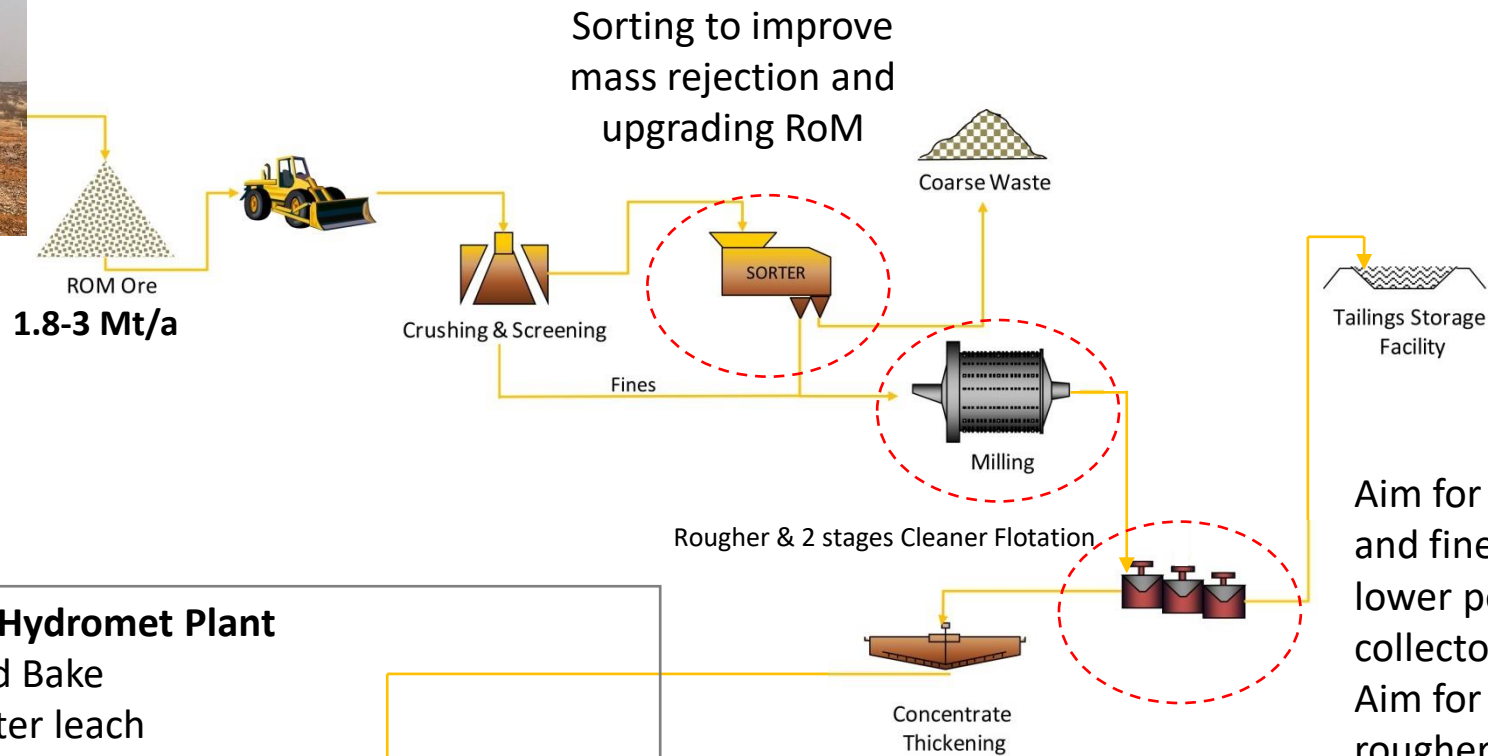 Sorting to improve
mass rejection and
upgrading RoM
Coarse Waste
ROM Ore
1.8-3 Mt/a
SORTER
Crushing & Screening
Fines
Milling
Tailings Storage
Facility
Rougher & 2 stages Cleaner Flotation
Aim for
and fine
lower
collecto
Aim for
rougher
Hydromet Plant
d Bake
ter leach
Concentrate
Thickening